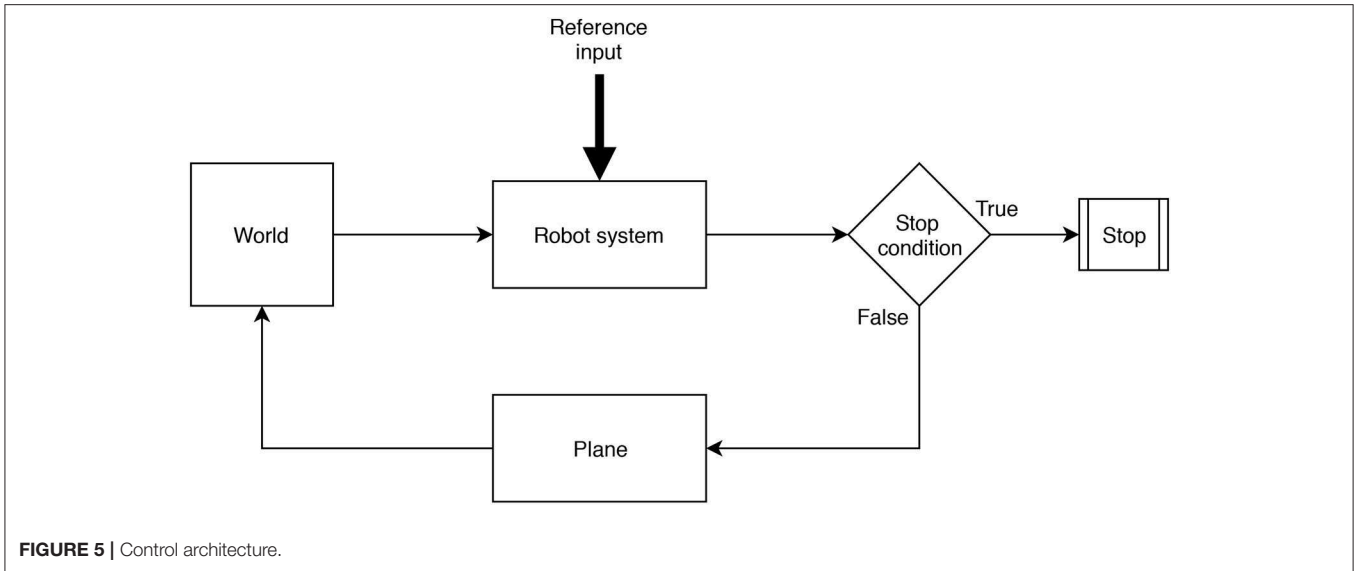 Reference
input
World
Robot system
Stop
condition
True
Stop
False
Plane
FIGURE 5 | Control architecture.